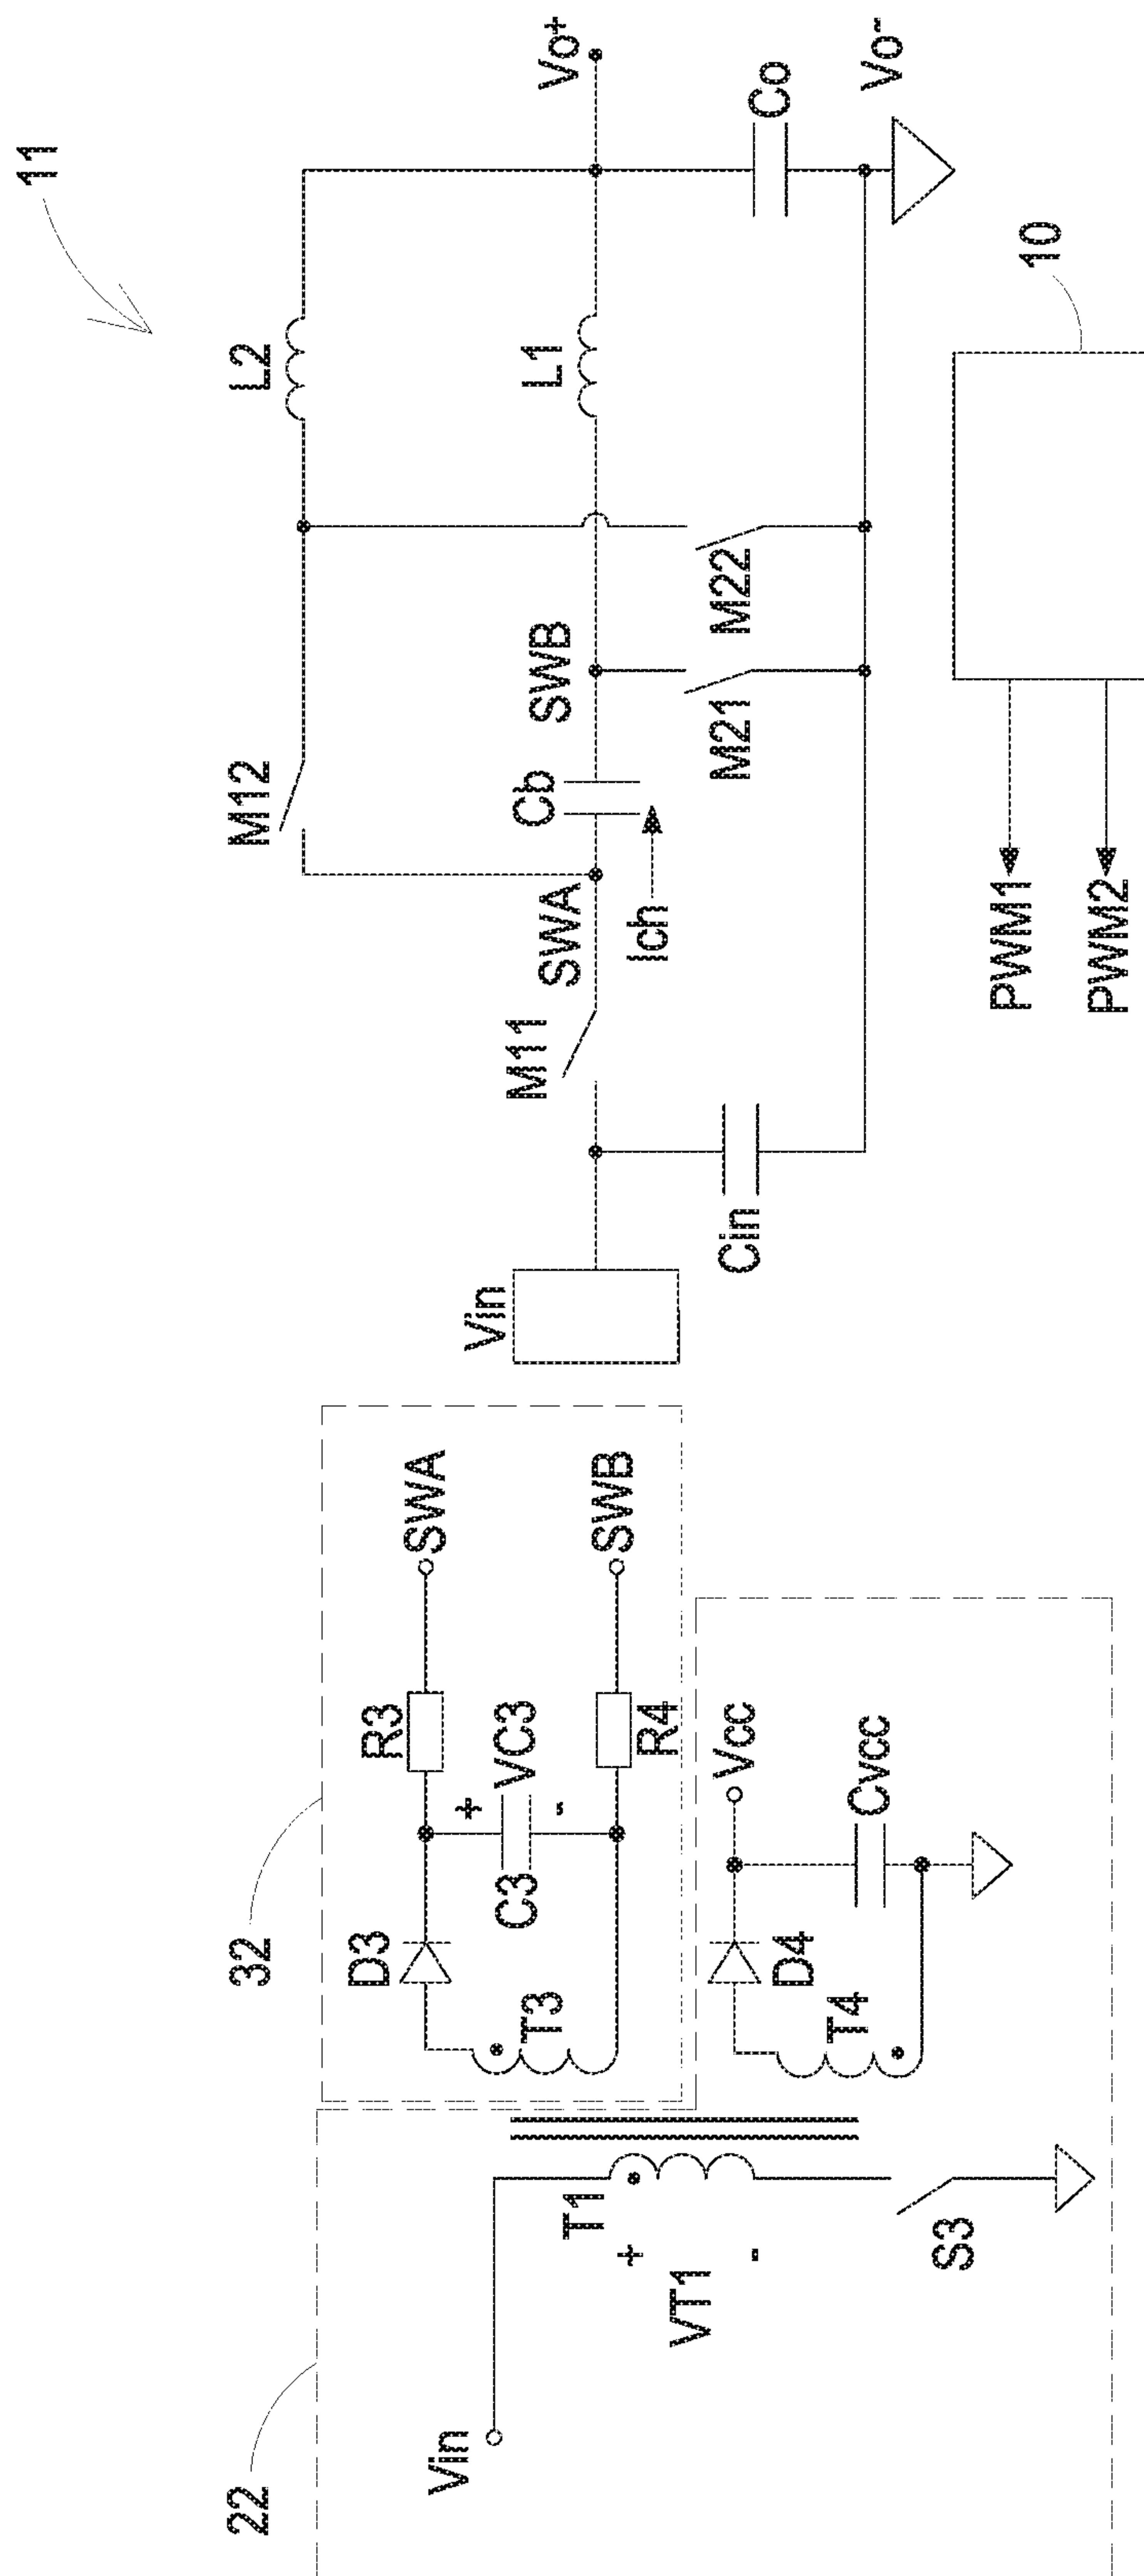 11
L2
Vo+
L1
Co
Vo-
M12
SWB
M22
Cb
M21
SWA
Ich
M11
Vin
Cin
10
PWM1
PWM2
32
R3
SWA
D3
+
VC3
-
C3
SWB
T3
R4
Vcc
D4
Cvcc
T4
22
Vin
T1
+
VT1
-
S3